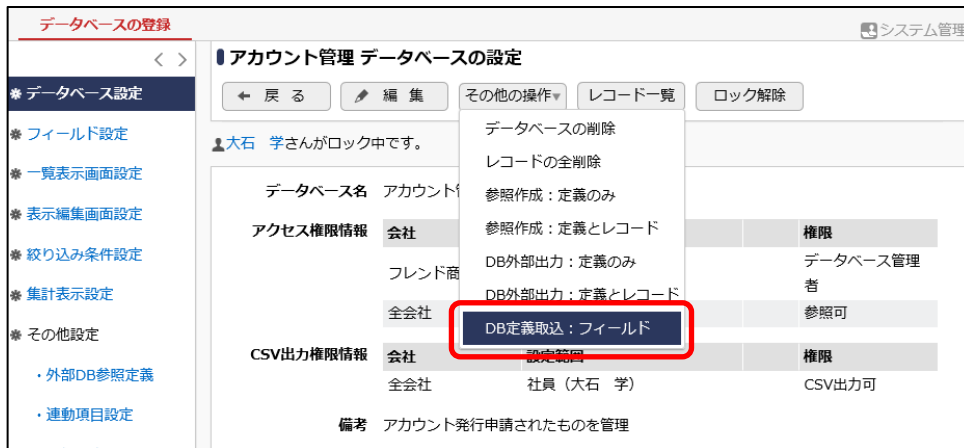 データベースの登録
システム管理
< >
アカウント管理 データベースの設定
データベース設定
← 戻 る 編 集 その他の操作▾ レコード一覧 ロック解除
データベースの削除
フィールド設定
大石 学さんがロック中です。
レコードの全削除
一覧表示画面設定
データベース名 アカウント
参照作成：定義のみ
表示編集画面設定
アクセス権限情報 会社 参照作成：定義とレコード 権限
絞り込み条件設定
フレンド商 DB外部出力：定義のみ データベース管理
者
集計表示設定
DB外部出力：定義とレコード
全会社 参照可
その他設定
DB定義取込：フィールド
CSV出力権限情報 会社 設定範囲 権限
・外部DB参照定義
全会社 社員（大石 学） CSV出力可
・連動項目設定
備考 アカウント発行申請されたものを管理